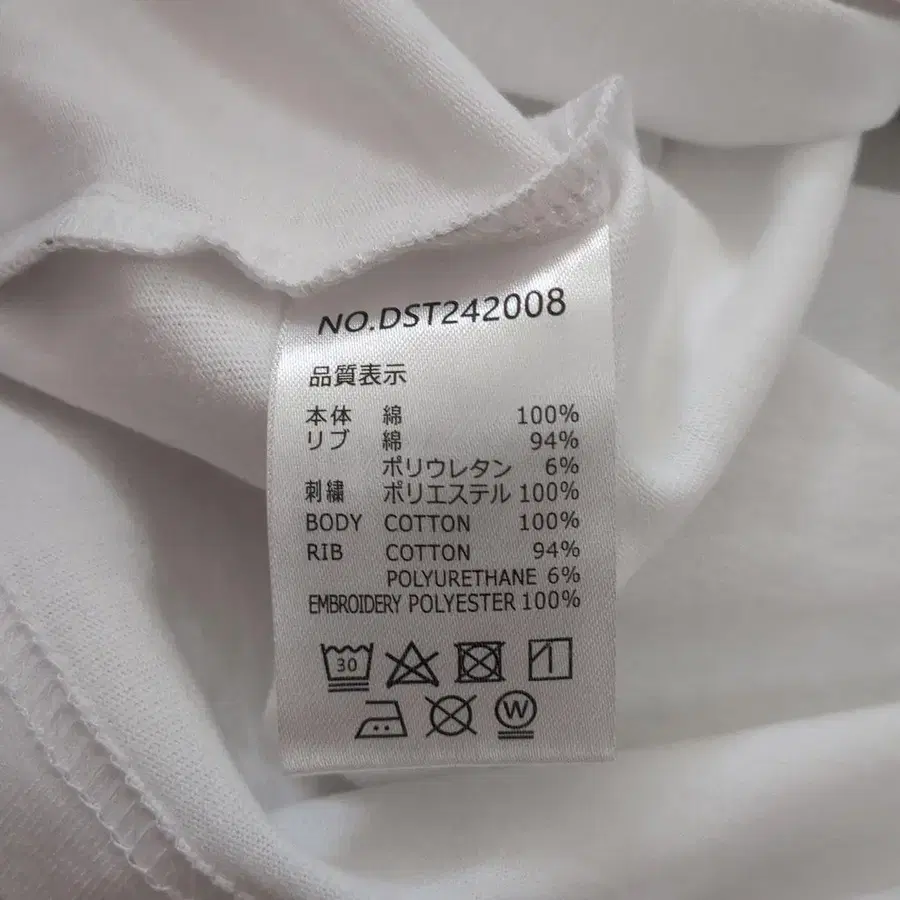 NO.DST242008
品質表示
本体 綿 100%
リブ 綿 94%
ポリウレタン 6%
刺繍 ポリエステル 100%
BODY COTTON 100%
RIB COTTON 94%
POLYURETHANE 6%
EMBROIDERY POLYESTER 100%
30
W